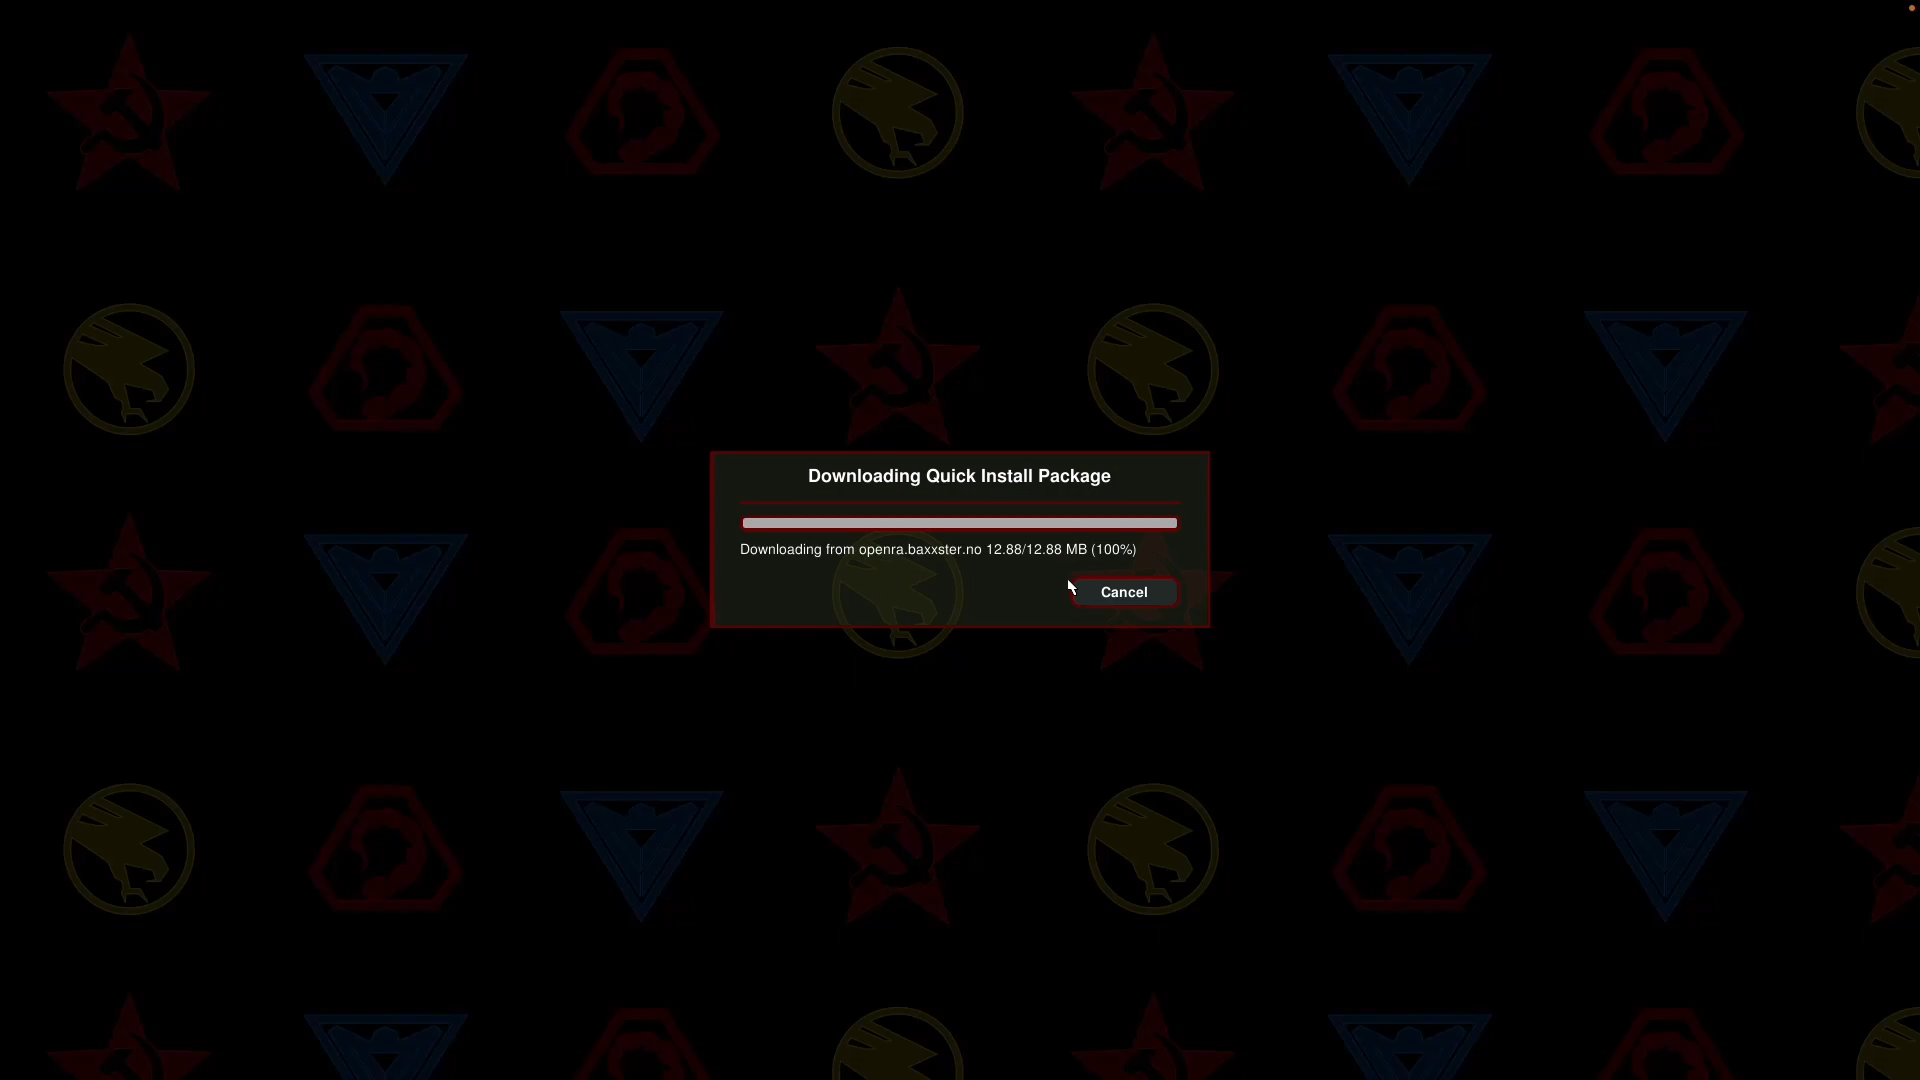 Downloading Quick Install Package
Downloading from openra.baxxster.no 12.88/12.88 MB (100%)
Cancel